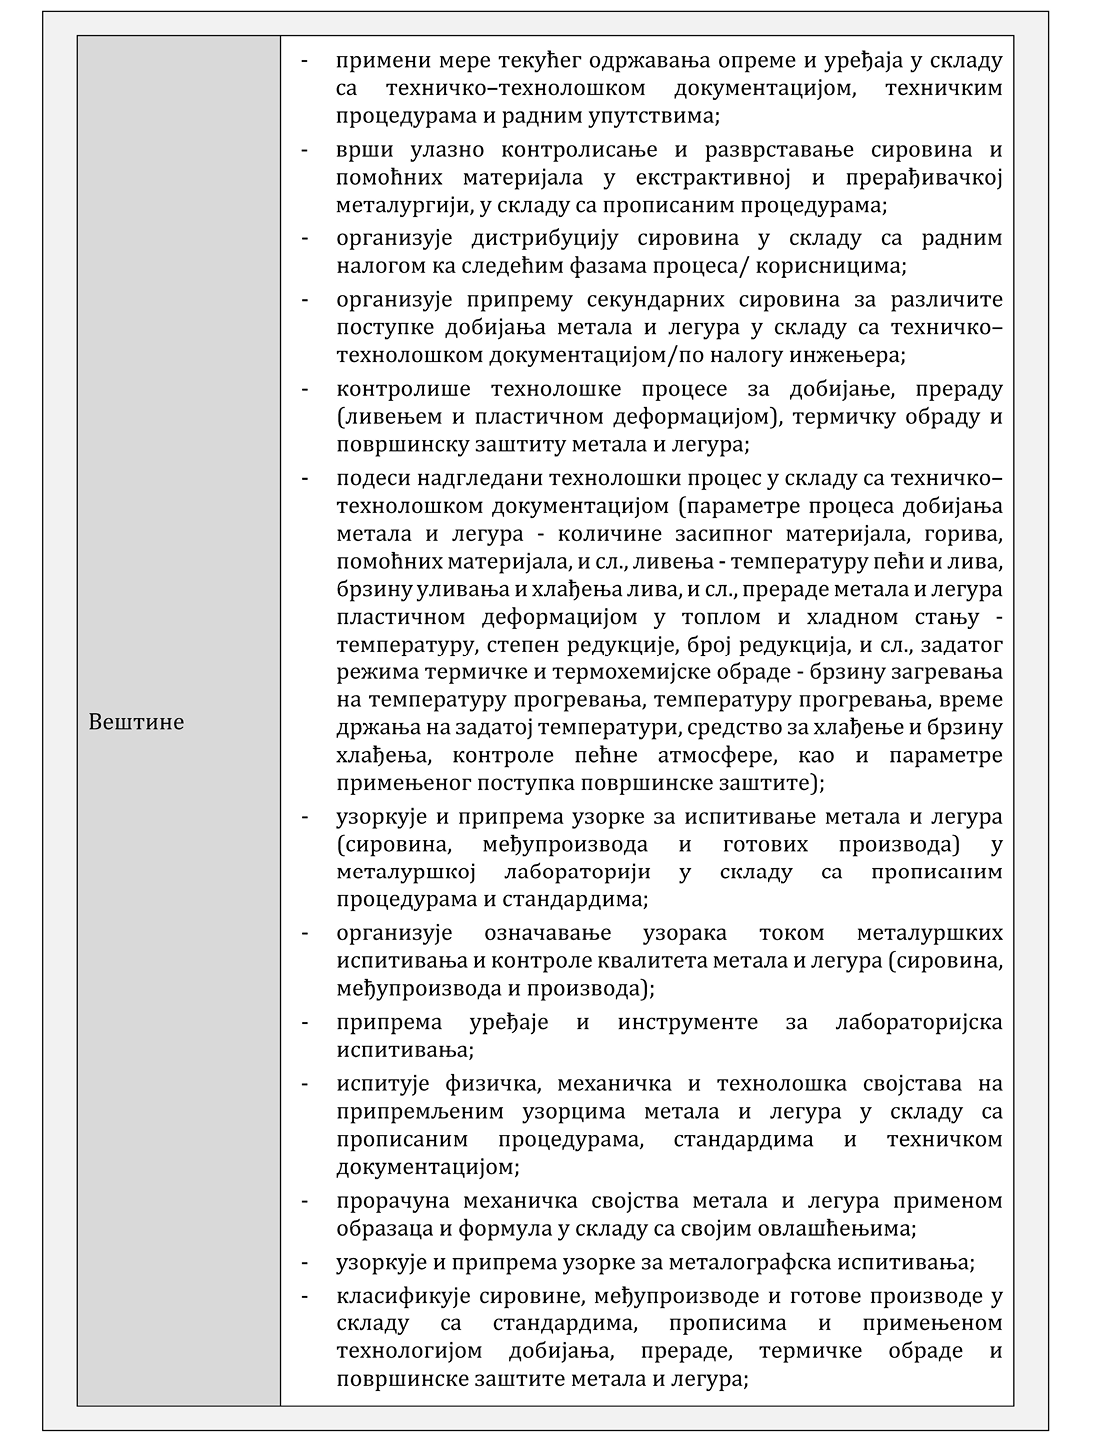 - примени мере текућег одржавања опреме и уређаја у складу
са техничко–технолошком документацијом, техничким
процедурама и радним упутствима;
- врши улазно контролисање и разврставање сировина и
помоћних материјала у екстрактивној и прерађивачкој
металургији, у складу са прописаним процедурама;
- организује дистрибуцију сировина у складу са радним
налогом ка следећим фазама процеса/ корисницима;
- организује припрему секундарних сировина за различите
поступке добијања метала и легура у складу са техничко–
технолошком документацијом/по налогу инжењера;
- контролише технолошке процесе за добијање, прераду
(ливењем и пластичном деформацијом), термичку обраду и
површинску заштиту метала и легура;
- подеси надгледани технолошки процес у складу са техничко–
технолошком документацијом (параметре процеса добијања
метала и легура - количине засипног материјала, горива,
помоћних материјала, и сл., ливења - температуру пећи и лива,
брзину уливања и хлађења лива, и сл., прераде метала и легура
пластичном деформацијом у топлом и хладном стању -
температуру, степен редукције, број редукција, и сл., задатог
режима термичке и термохемијске обраде - брзину загревања
на температуру прогревања, температуру прогревања, време
Вештине
држања на задатој температури, средство за хлађење и брзину
хлађења, контроле пећне атмосфере, као и параметре
примењеног поступка површинске заштите);
- узоркује и припрема узорке за испитивање метала и легура
(сировина, међупроизвода и готових производа) у
металуршкој лабораторији у складу са прописаним
процедурама и стандардима;
- организује означавање узорака током металуршких
испитивања и контроле квалитета метала и легура (сировина,
међупроизвода и производа);
- припрема уређаје и инструменте за лабораторијска
испитивања;
- испитује физичка, механичка и технолошка својстава на
припремљеним узорцима метала и легура у складу са
прописаним процедурама, стандардима и техничком
документацијом;
- прорачуна механичка својства метала и легура применом
образаца и формула у складу са својим овлашћењима;
- узоркује и припрема узорке за металографска испитивања;
- класификује сировине, међупроизводе и готове производе у
складу са стандардима, прописима и примењеном
технологијом добијања, прераде, термичке обраде и
површинске заштите метала и легура;